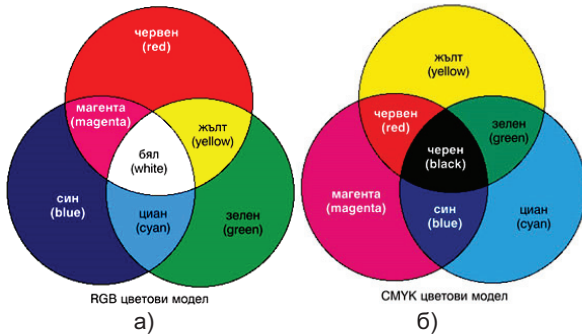 червен
(red)
магента
(magenta)
жълт
(yellow)
бял
(white)
син
(blue)
циан
(cyan)
зелен
(green)
RGB цветови модел
а)
жълт
(yellow)
червен
(red)
зелен
(green)
черен
(black)
магента
(magenta)
син
(blue)
циан
(cyan)
CMYK цветови модел
б)